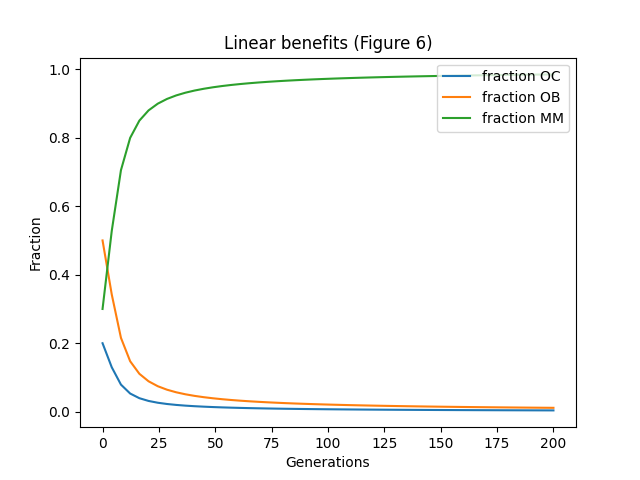 Linear benefits (Figure 6)
fraction OC
fraction OB
fraction MM
Fraction
1.0
0.8
0.6
0.4
0.2
0.0
0 25 50 75 100 125 150 175 200
Generations